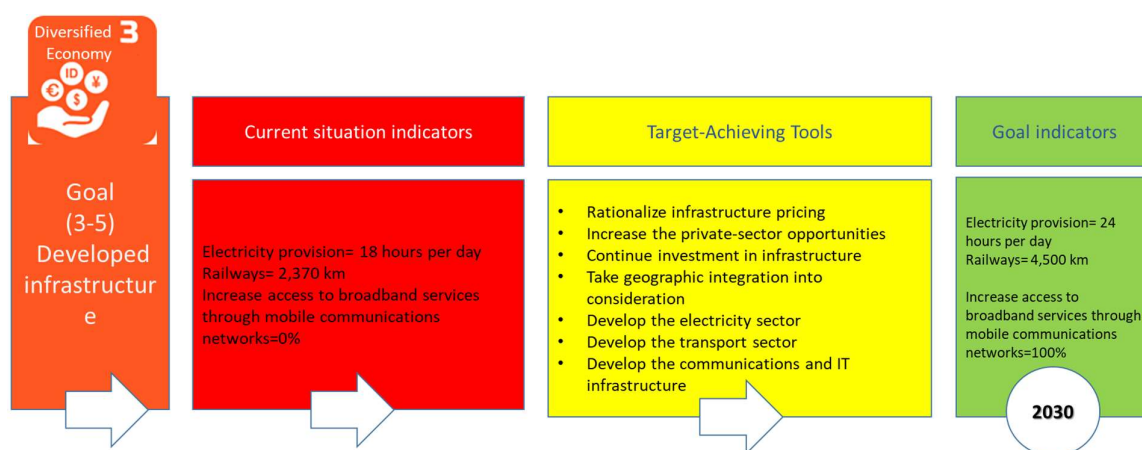 Diversified 3
Economy
ID
€
¥
$
Goal
(3-5)
Developed
infrastructur
e
Current situation indicators
Electricity provision= 18 hours per day
Railways= 2,370 km
Increase access to broadband services
through mobile communications
networks=0%
Target-Achieving Tools
• Rationalize infrastructure pricing
• Increase the private-sector opportunities
• Continue investment in infrastructure
• Take geographic integration into
consideration
• Develop the electricity sector
• Develop the transport sector
• Develop the communications and IT
infrastructure
Goal indicators
Electricity provision= 24
hours per day
Railways= 4,500 km
Increase access to
broadband services through
mobile communications
networks=100%
2030